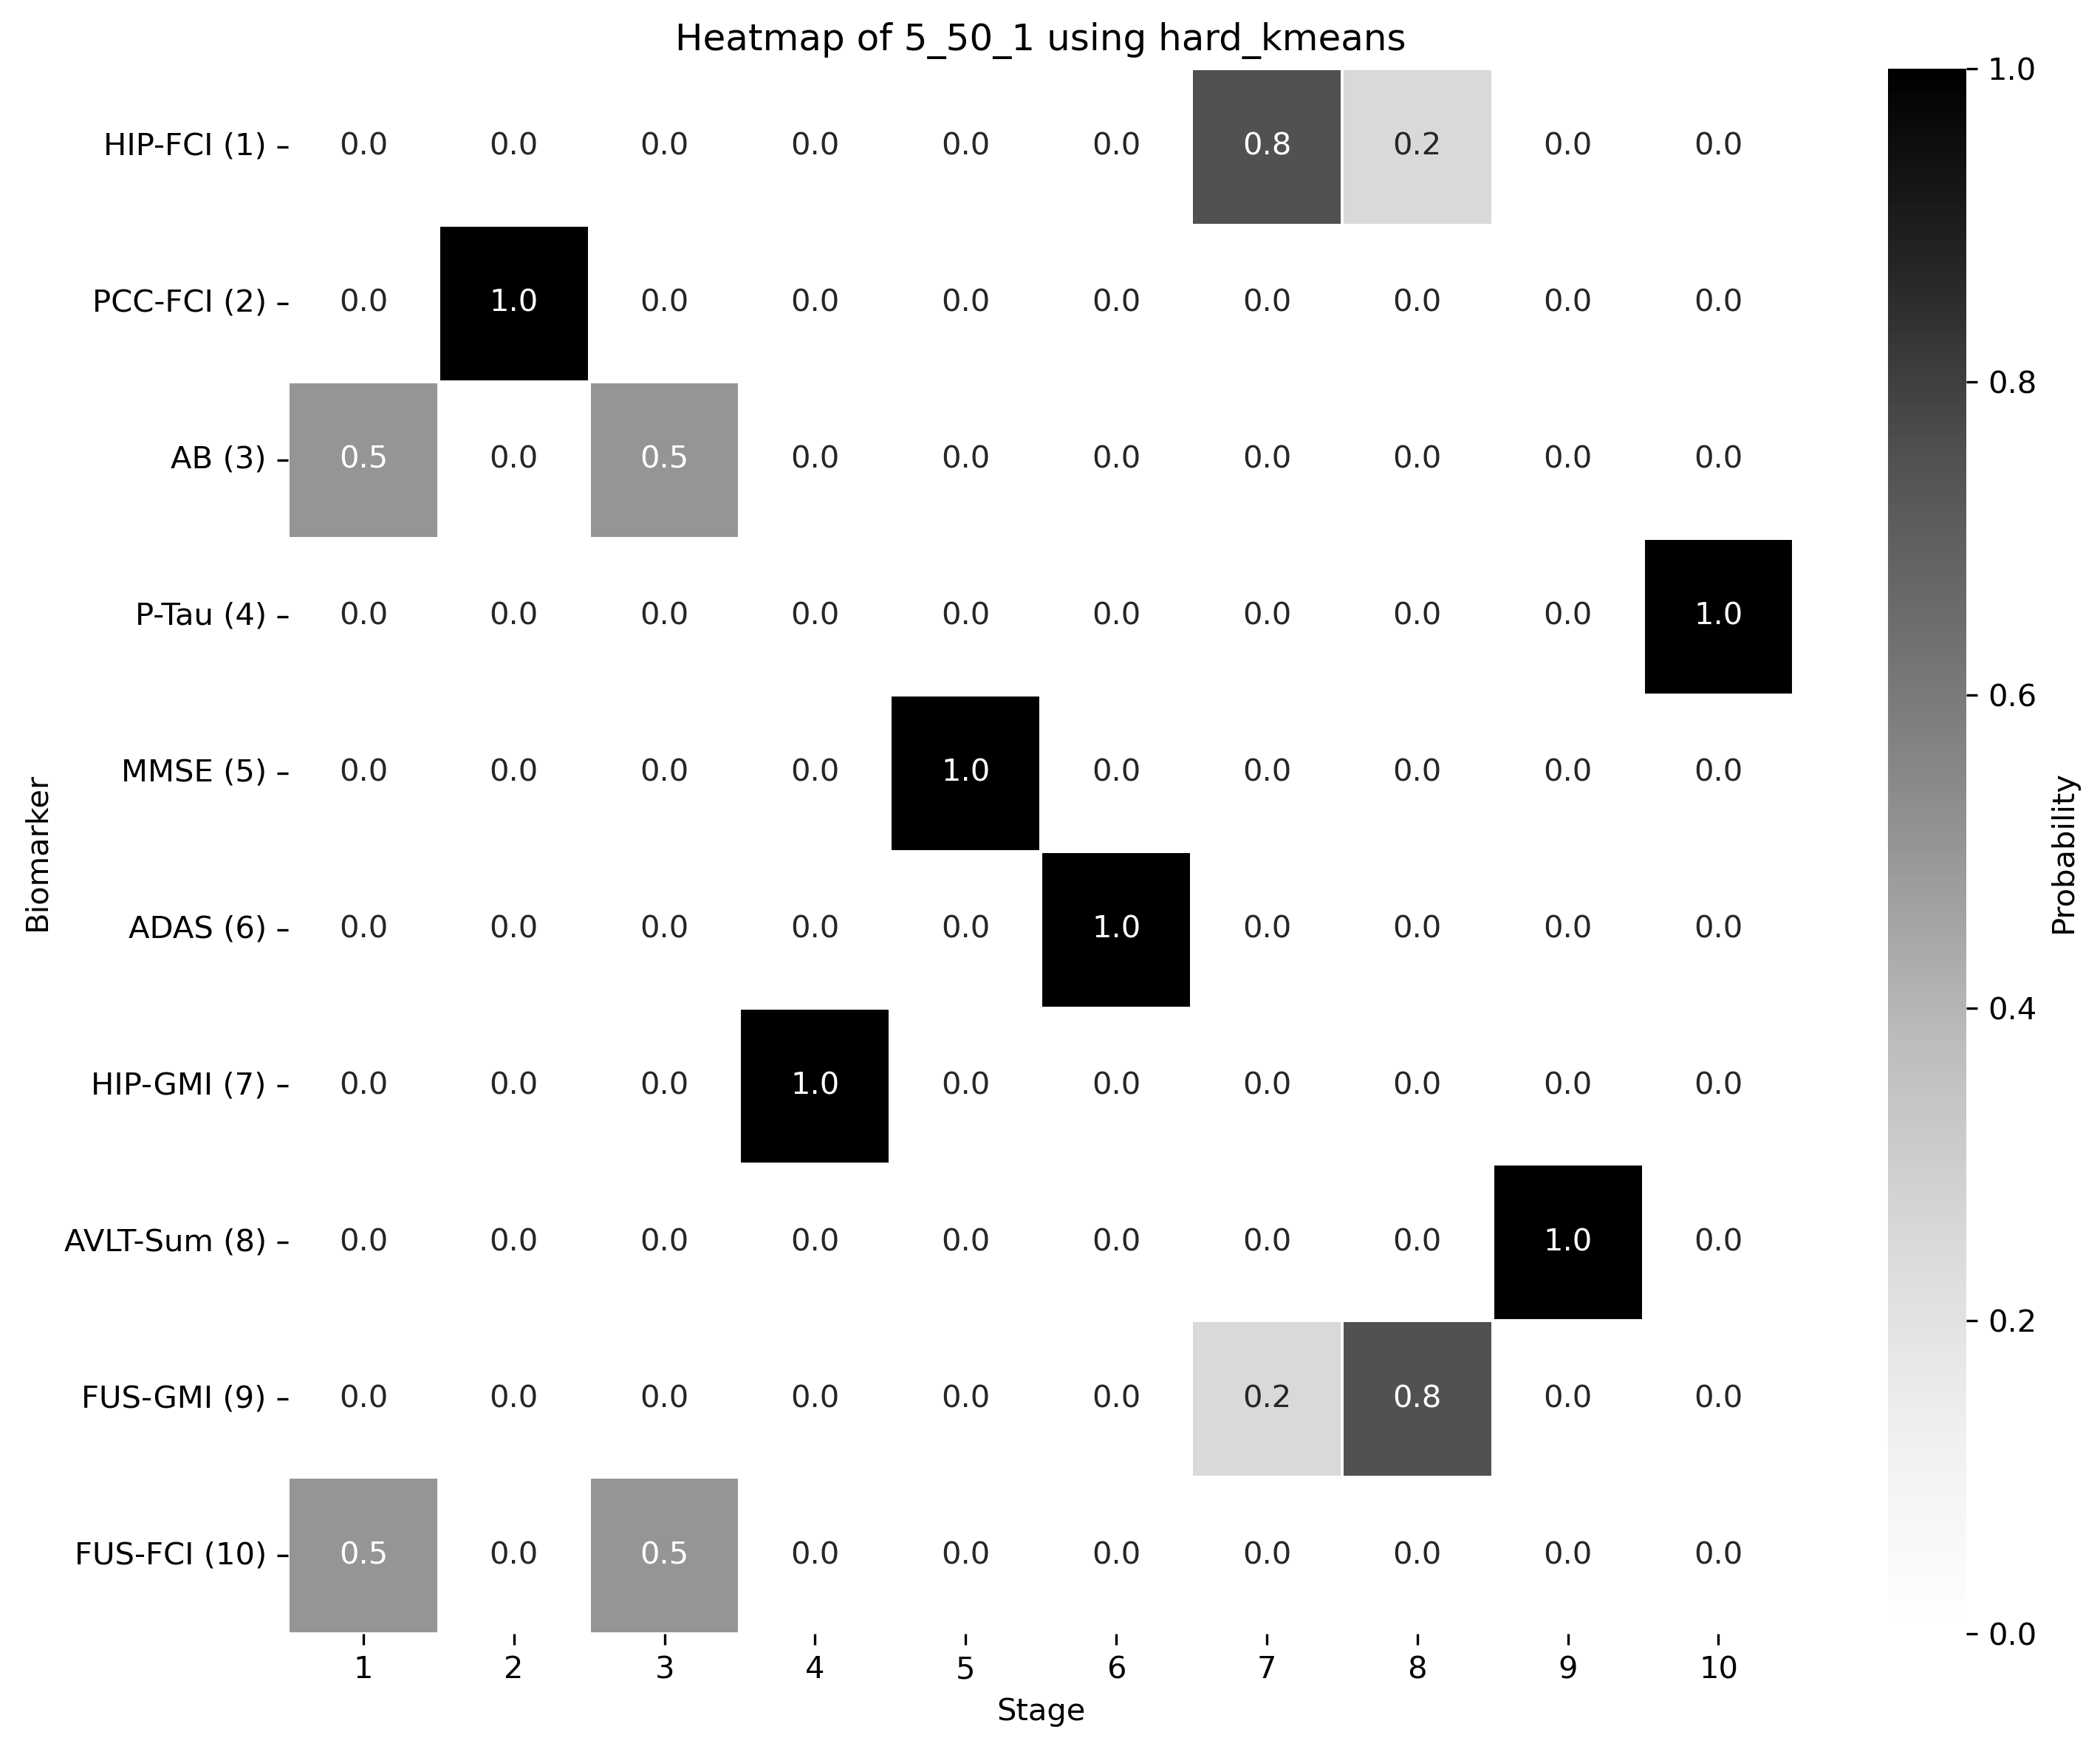 Heatmap of 5_50_1 using hard_kmeans
HIP-FCI (1) 0.0 0.0 0.0 0.0 0.0 0.0 0.8 0.2 0.0 0.0
PCC-FCI (2) 0.0 1.0 0.0 0.0 0.0 0.0 0.0 0.0 0.0 0.0
AB (3) 0.5 0.0 0.5 0.0 0.0 0.0 0.0 0.0 0.0 0.0
P-Tau (4) 0.0 0.0 0.0 0.0 0.0 0.0 0.0 0.0 0.0 1.0
MMSE (5) 0.0 0.0 0.0 0.0 1.0 0.0 0.0 0.0 0.0 0.0
ADAS (6) 0.0 0.0 0.0 0.0 0.0 1.0 0.0 0.0 0.0 0.0
HIP-GMI (7) 0.0 0.0 0.0 1.0 0.0 0.0 0.0 0.0 0.0 0.0
AVLT-Sum (8) 0.0 0.0 0.0 0.0 0.0 0.0 0.0 0.0 1.0 0.0
FUS-GMI (9) 0.0 0.0 0.0 0.0 0.0 0.0 0.2 0.8 0.0 0.0
FUS-FCI (10) 0.5 0.0 0.5 0.0 0.0 0.0 0.0 0.0 0.0 0.0
1 2 3 4 5 6 7 8 9 10
Stage
Biomarker
1.0
0.8
0.6
0.4
0.2
0.0
Probability